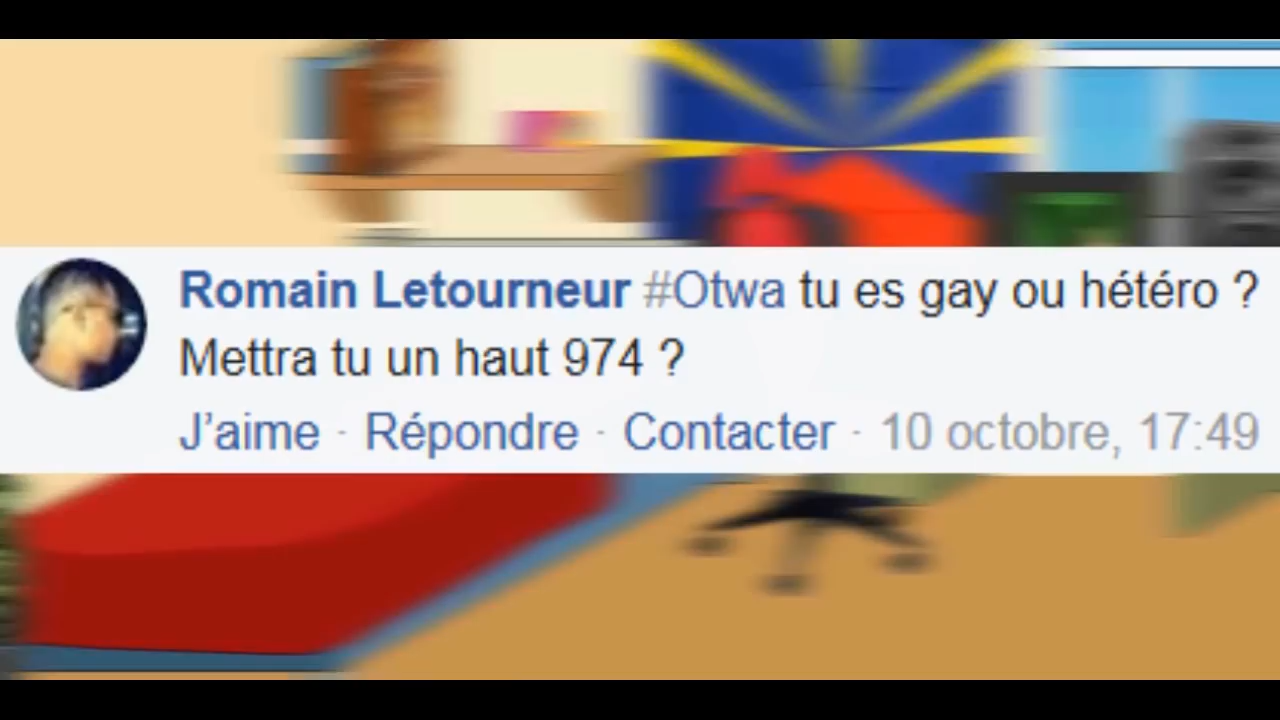 Romain Letourneur #Otwa tu es gay ou hétéro ?
Mettra tu un haut 974 ?
J’aime · Répondre · Contacter · 10 octobre, 17:49